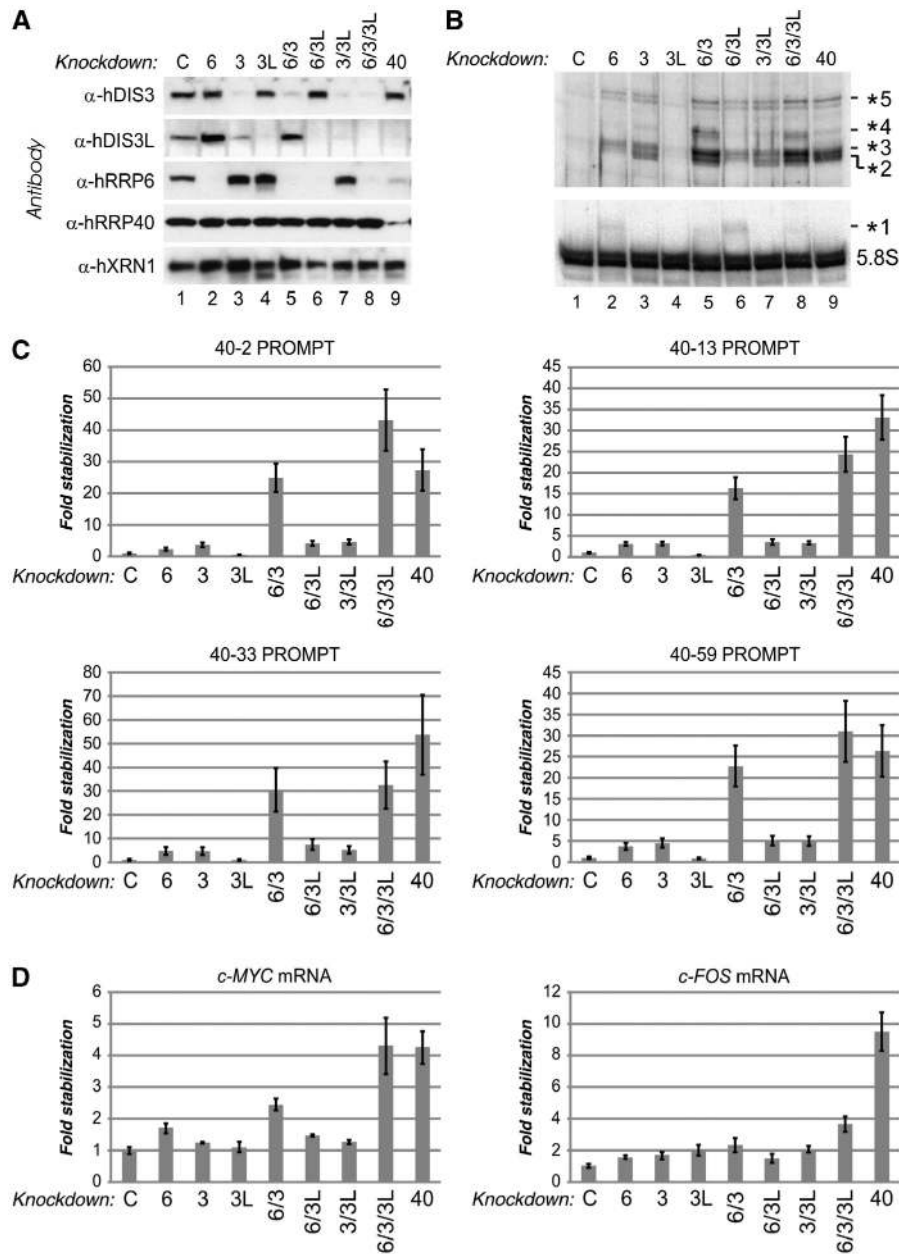 A
Knockdown: C 6 3 3L 6/3 6/3L 3/3L 6/3/3L 40
Antibody
α-hDIS3
α-hDIS3L
α-hRRP6
α-hRRP40
α-hXRN1
1 2 3 4 5 6 7 8 9
B
Knockdown: C 6 3 3L 6/3 6/3L 3/3L 6/3/3L 40
*5
*4
*3
*2
*1
5.8S
1 2 3 4 5 6 7 8 9
C
40-2 PROMPT
Fold stabilization
60
50
40
30
20
10
0
Knockdown: C 6 3 3L 6/3 6/3L 3/3L 6/3/3L 40
40-13 PROMPT
Fold stabilization
45
40
35
30
25
20
15
10
5
0
Knockdown: C 6 3 3L 6/3 6/3L 3/3L 6/3/3L 40
40-33 PROMPT
Fold stabilization
80
70
60
50
40
30
20
10
0
Knockdown: C 6 3 3L 6/3 6/3L 3/3L 6/3/3L 40
40-59 PROMPT
Fold stabilization
45
40
35
30
25
20
15
10
5
0
Knockdown: C 6 3 3L 6/3 6/3L 3/3L 6/3/3L 40
D
c-MYC mRNA
Fold stabilization
6
5
4
3
2
1
0
Knockdown: C 6 3 3L 6/3 6/3L 3/3L 6/3/3L 40
c-FOS mRNA
Fold stabilization
12
10
8
6
4
2
0
Knockdown: C 6 3 3L 6/3 6/3L 3/3L 6/3/3L 40